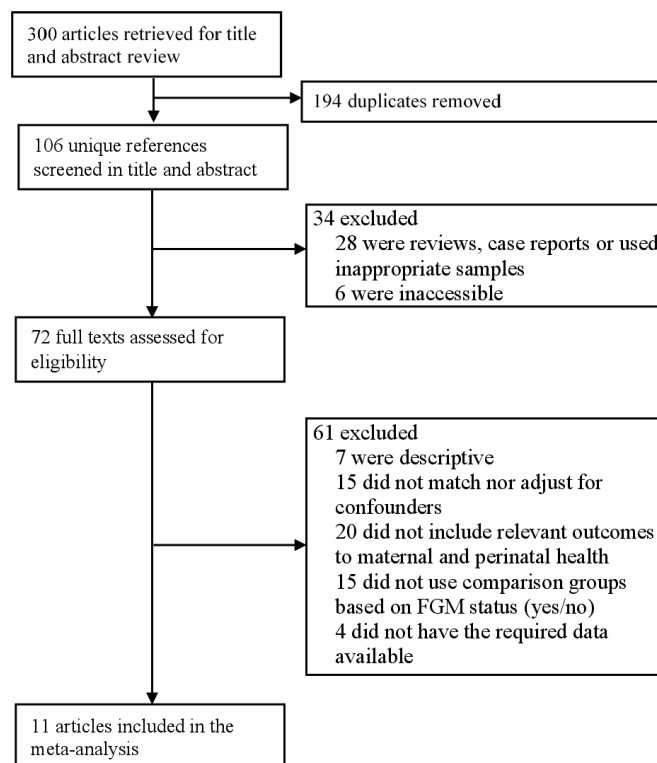 300 articles retrieved for title
and abstract review
194 duplicates removed
106 unique references
screened in title and abstract
34 excluded
28 were reviews, case reports or used
inappropriate samples
6 were inaccessible
72 full texts assessed for
eligibility
61 excluded
7 were descriptive
15 did not match nor adjust for
confounders
20 did not include relevant outcomes
to maternal and perinatal health
15 did not use comparison groups
based on FGM status (yes/no)
4 did not have the required data
available
11 articles included in the
meta-analysis